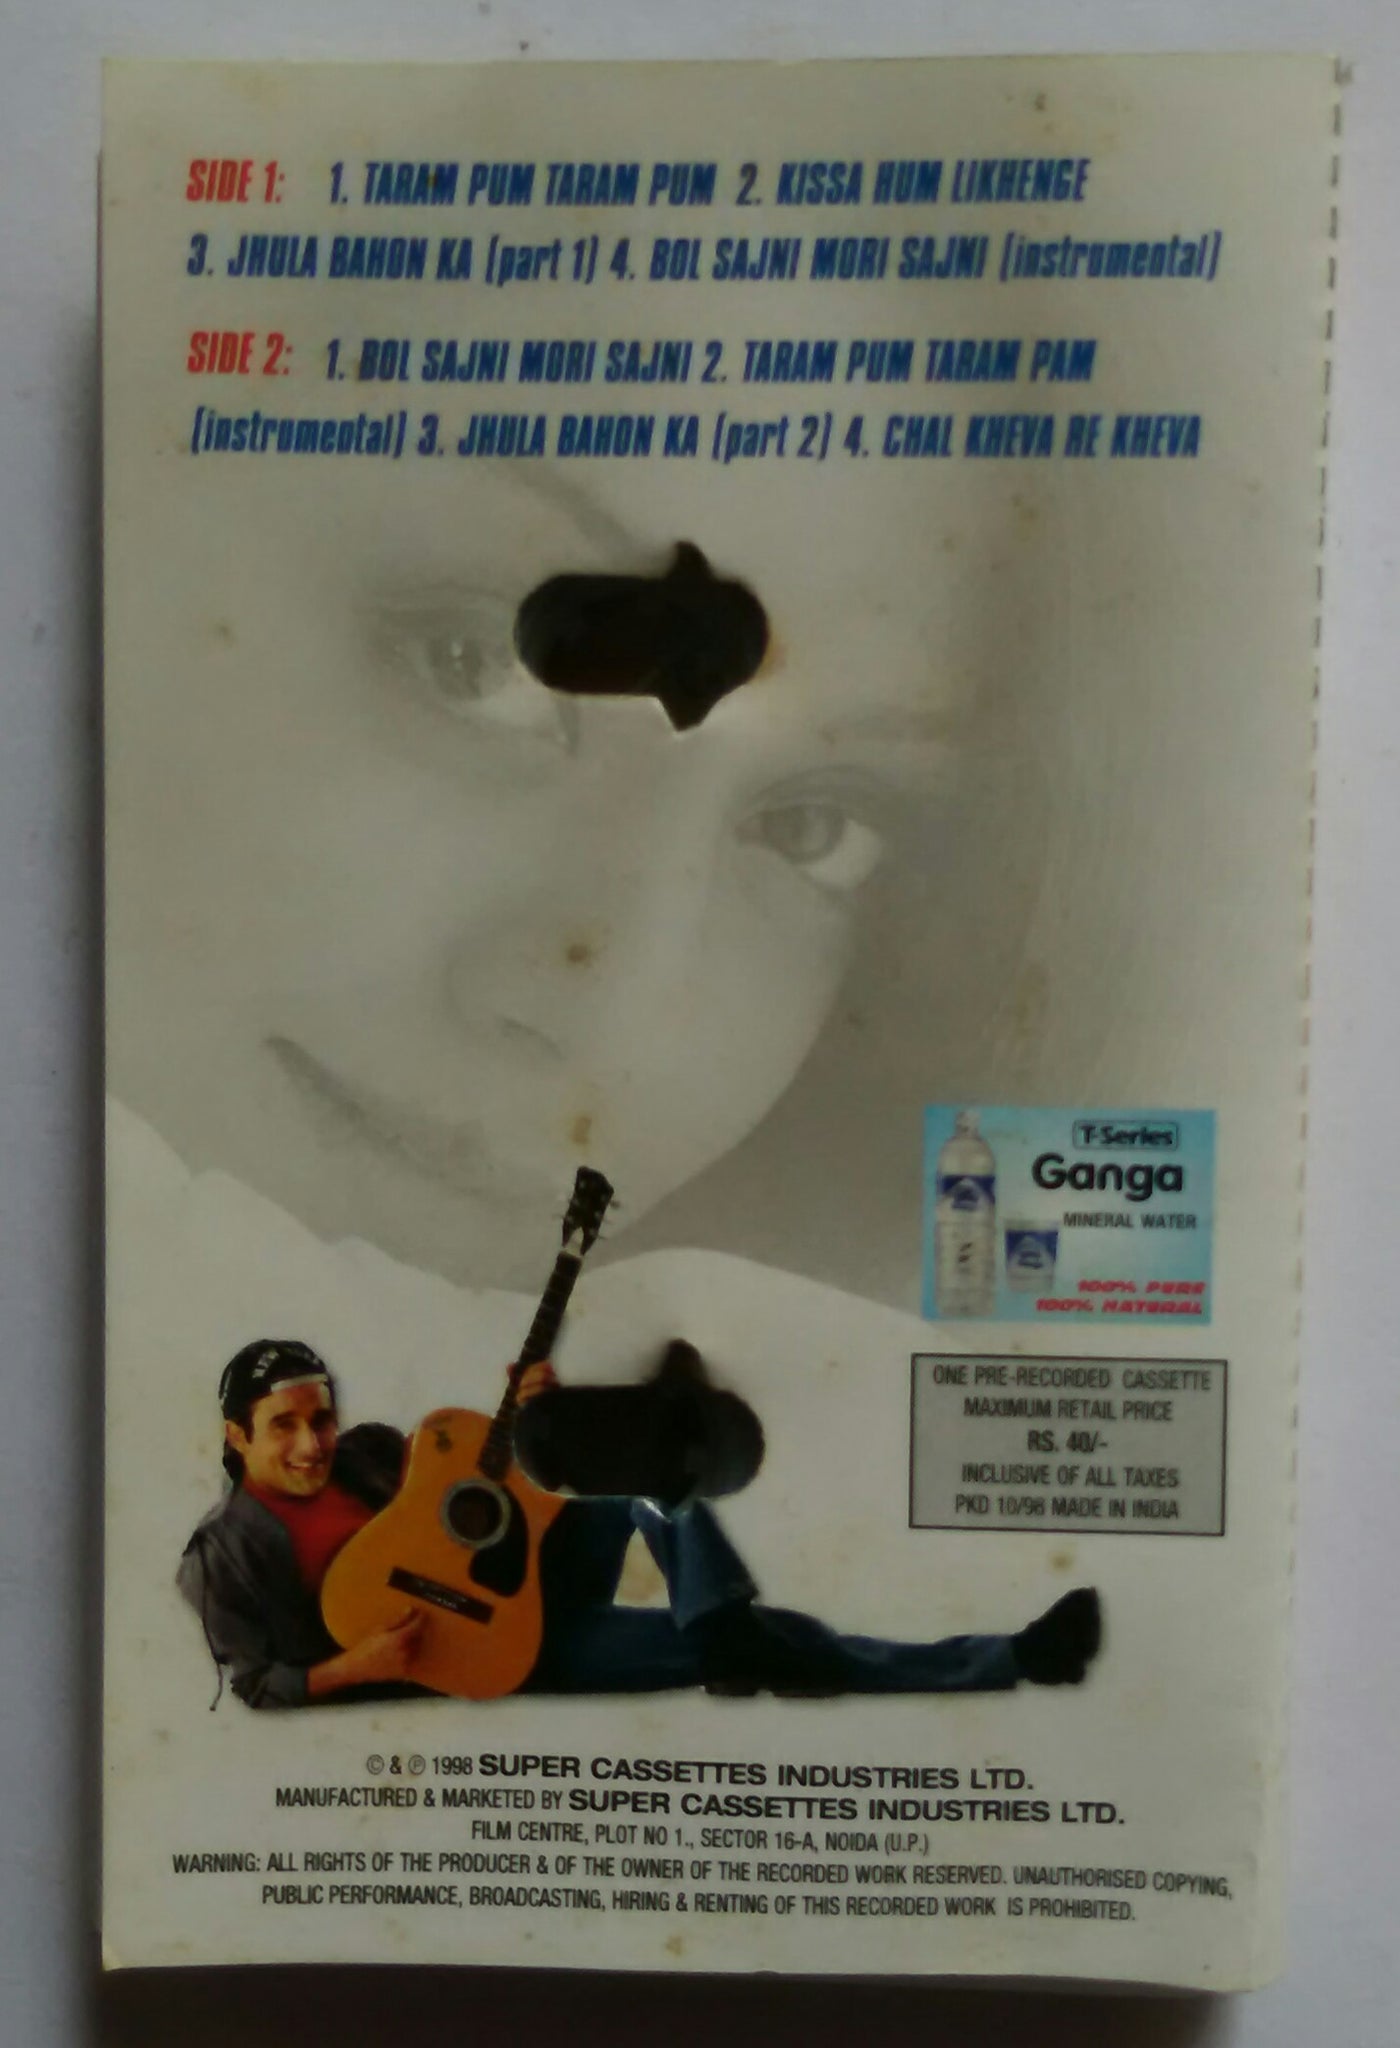 SIDE 1: 1. TARAM PUM TARAM PUM 2. KISSA HUM LIKHENGE
3. JHULA BAHON KA (part 1) 4. BOL SAJNI MORI SAJNI (instrumental)
SIDE 2: 1. BOL SAJNI MORI SAJNI 2. TARAM PUM TARAM PAM
(instrumental) 3. JHULA BAHON KA (part 2) 4. CHAL KHEVA RE KHEVA
T-Series
Ganga
MINERAL WATER
100% PURE
100% NATURAL
ONE PRE-RECORDED CASSETTE
MAXIMUM RETAIL PRICE
RS. 40/-
INCLUSIVE OF ALL TAXES
PKD 10/98 MADE IN INDIA
© & ℗ 1998 SUPER CASSETTES INDUSTRIES LTD.
MANUFACTURED & MARKETED BY SUPER CASSETTES INDUSTRIES LTD.
FILM CENTRE, PLOT NO 1., SECTOR 16-A, NOIDA (U.P.)
WARNING: ALL RIGHTS OF THE PRODUCER & OF THE OWNER OF THE RECORDED WORK RESERVED. UNAUTHORISED COPYING,
PUBLIC PERFORMANCE, BROADCASTING, HIRING & RENTING OF THIS RECORDED WORK IS PROHIBITED.